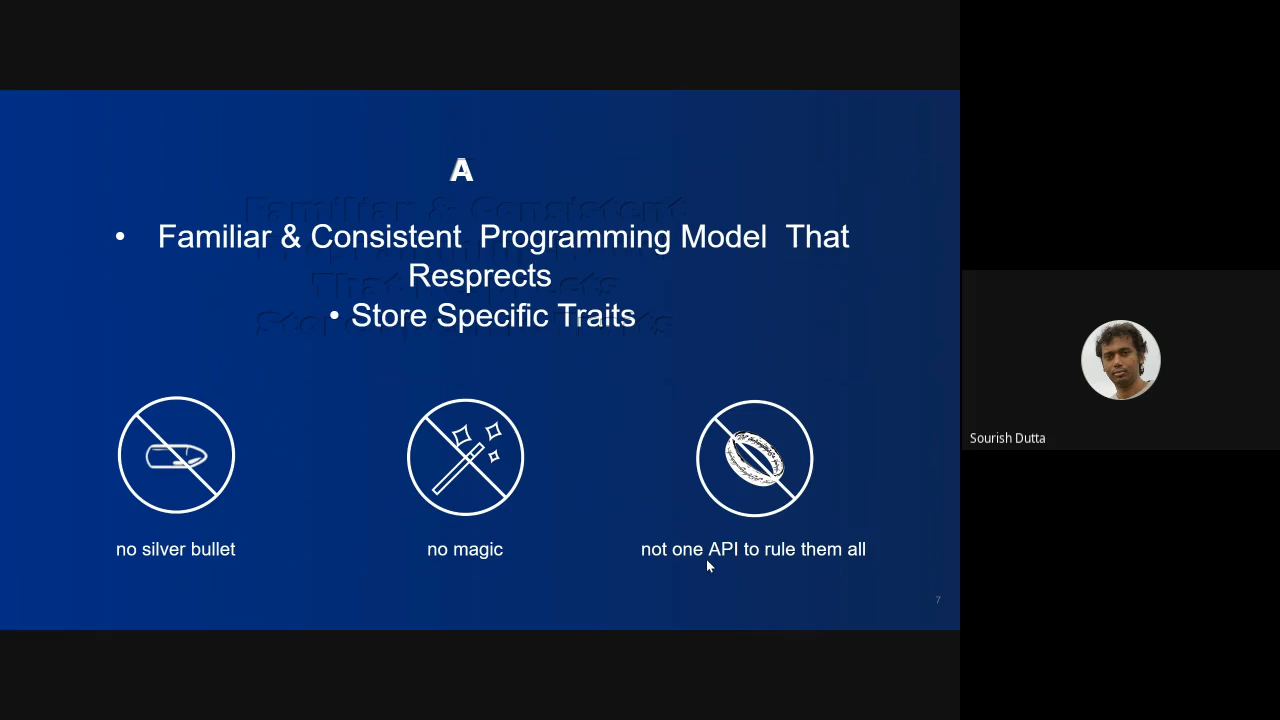 A
• Familiar & Consistent Programming Model That
Resprects
• Store Specific Traits
no silver bullet
no magic
not one API to rule them all
7
Sourish Dutta